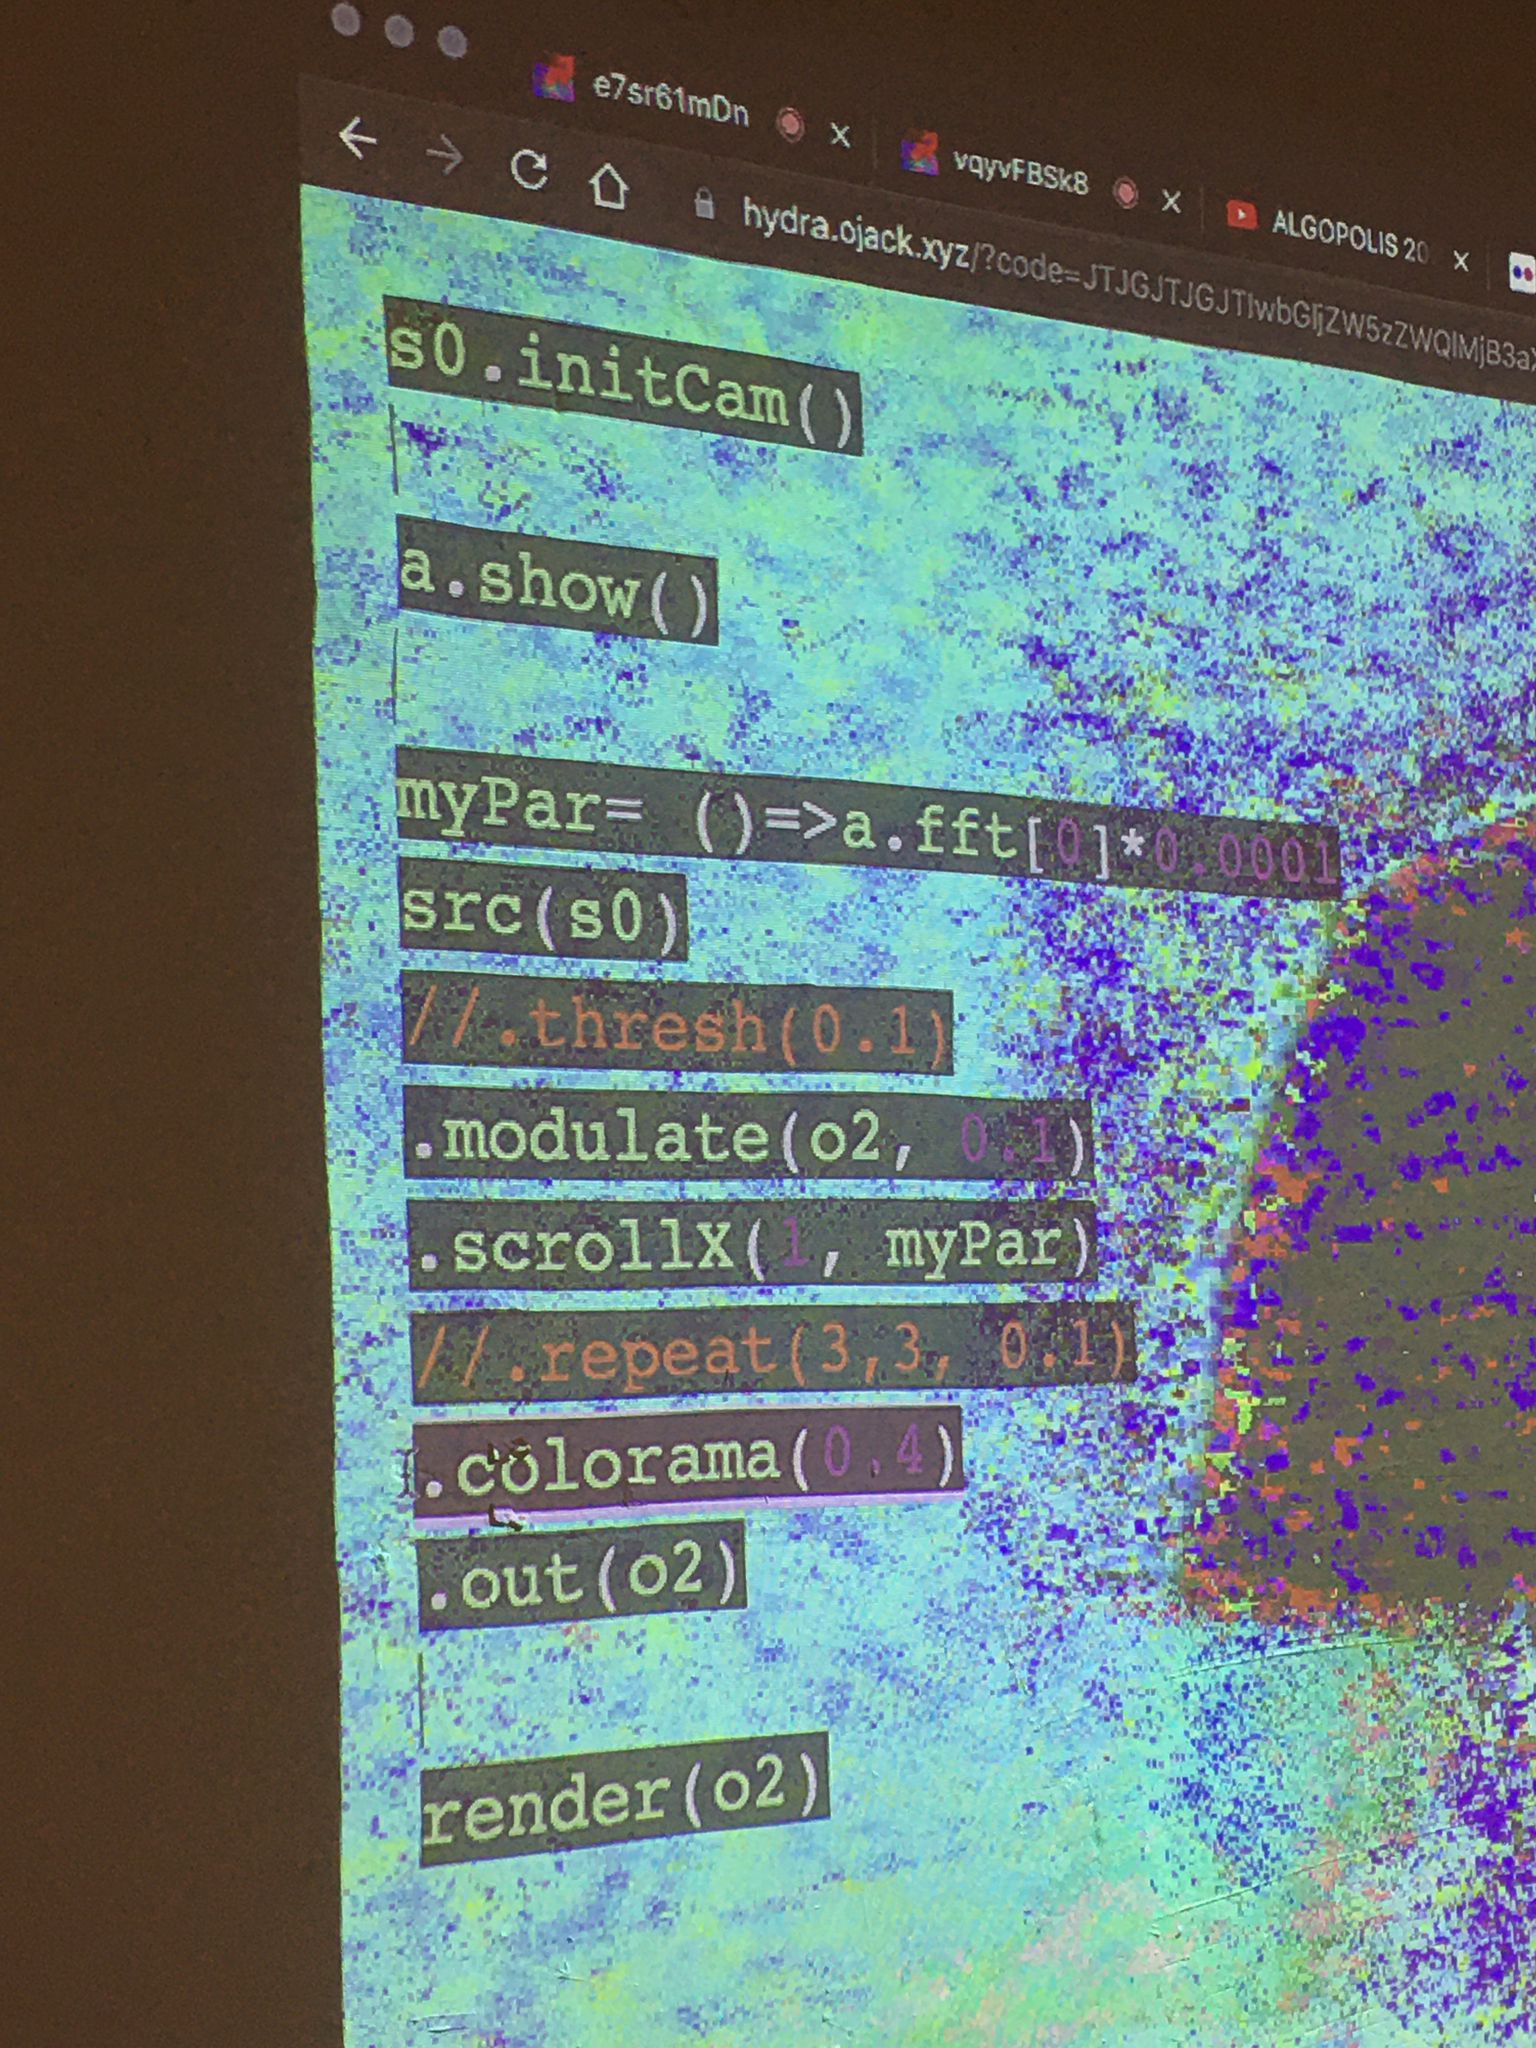 e7sr61mDn vqyvFBSk8 ALGOPOLIS 20
hydra.ojack.xyz/?code=JTJGJTJGJTIwbGljZW5zZWQlMjB3aX
s0.initCam()
a.show()
myPar= ()=>a.fft[0]*0.0001
src(s0)
//.thresh(0.1)
.modulate(o2, 0.1)
.scrollX(1, myPar)
//.repeat(3,3, 0.1)
.colorama(0.4)
.out(o2)
render(o2)